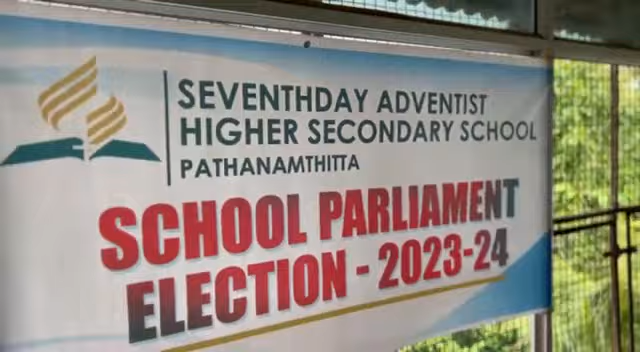 SEVENTHDAY ADVENTIST
HIGHER SECONDARY SCHOOL
PATHANAMTHITTA
SCHOOL PARLIAMENT
ELECTION - 2023-24